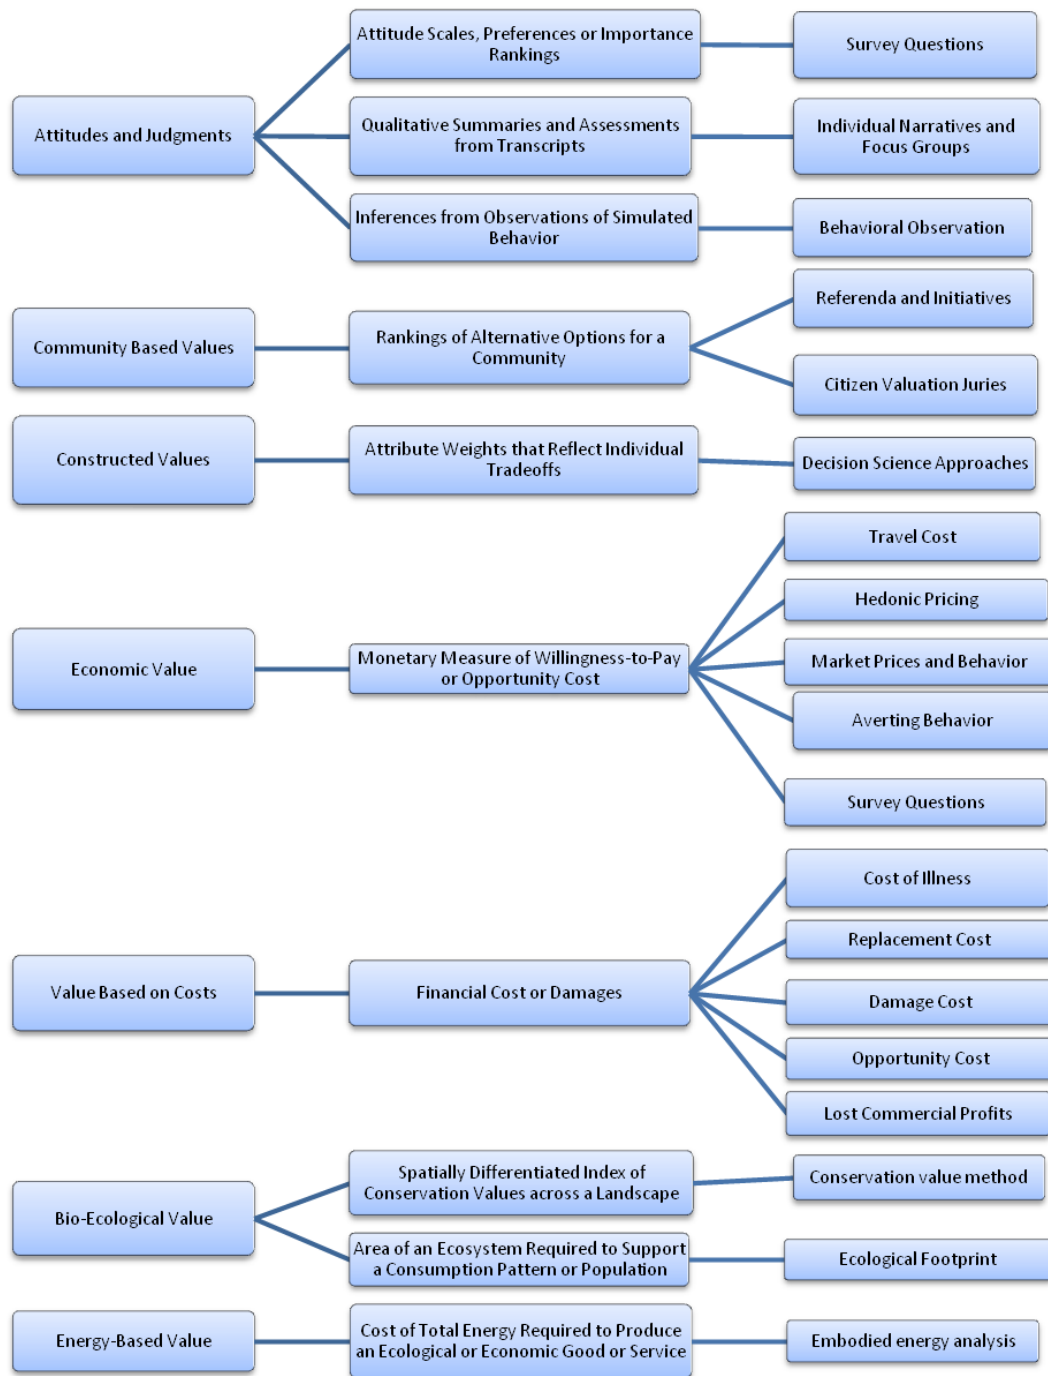 Attitudes and Judgments
Attitude Scales, Preferences or Importance
Rankings
Survey Questions
Qualitative Summaries and Assessments
from Transcripts
Individual Narratives and
Focus Groups
Inferences from Observations of Simulated
Behavior
Behavioral Observation
Community Based Values
Rankings of Alternative Options for a
Community
Referenda and Initiatives
Citizen Valuation Juries
Constructed Values
Attribute Weights that Reflect Individual
Tradeoffs
Decision Science Approaches
Economic Value
Monetary Measure of Willingness-to-Pay
or Opportunity Cost
Travel Cost
Hedonic Pricing
Market Prices and Behavior
Averting Behavior
Survey Questions
Value Based on Costs
Financial Cost or Damages
Cost of Illness
Replacement Cost
Damage Cost
Opportunity Cost
Lost Commercial Profits
Bio-Ecological Value
Spatially Differentiated Index of
Conservation Values across a Landscape
Conservation value method
Area of an Ecosystem Required to Support
a Consumption Pattern or Population
Ecological Footprint
Energy-Based Value
Cost of Total Energy Required to Produce
an Ecological or Economic Good or Service
Embodied energy analysis